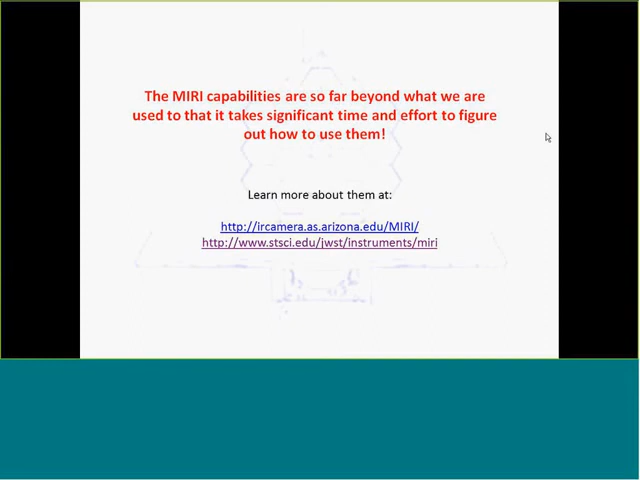 The MIRI capabilities are so far beyond what we are
used to that it takes significant time and effort to figure
out how to use them!
Learn more about them at:
http://ircamera.as.arizona.edu/MIRI/
http://www.stsci.edu/jwst/instruments/miri